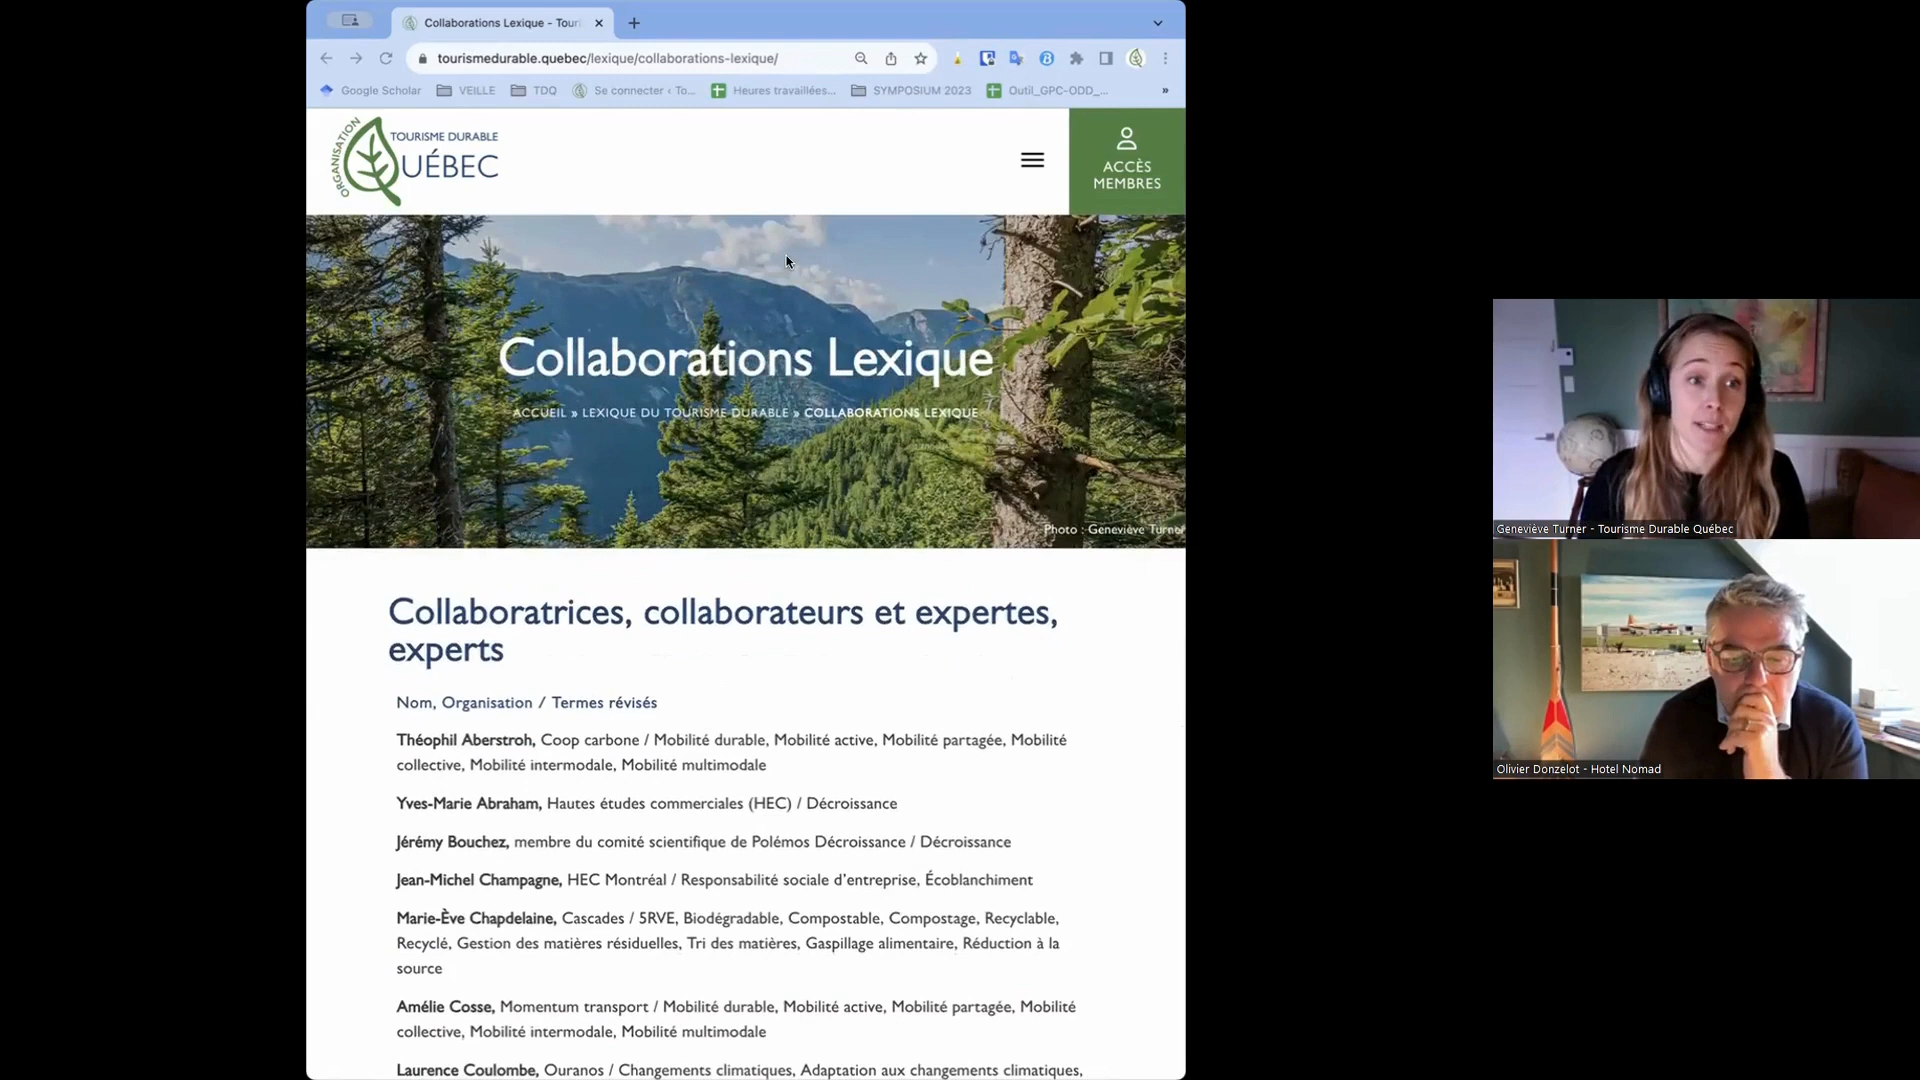 Collaborations Lexique - Touri
tourismedurable.quebec/lexique/collaborations-lexique/
Google Scholar
VEILLE
TDQ
Se connecter ‹ To...
Heures travaillées...
SYMPOSIUM 2023
Outil_GPC-ODD_...
»
ORGANISATION
TOURISME DURABLE
QUÉBEC
ACCÈS
MEMBRES
Collaborations Lexique
ACCUEIL » LEXIQUE DU TOURISME DURABLE » COLLABORATIONS LEXIQUE
Photo : Geneviève Turner
Collaboratrices, collaborateurs et expertes,
experts
Nom, Organisation / Termes révisés
Théophil Aberstroh, Coop carbone / Mobilité durable, Mobilité active, Mobilité partagée, Mobilité
collective, Mobilité intermodale, Mobilité multimodale
Yves-Marie Abraham, Hautes études commerciales (HEC) / Décroissance
Jérémy Bouchez, membre du comité scientifique de Polémos Décroissance / Décroissance
Jean-Michel Champagne, HEC Montréal / Responsabilité sociale d'entreprise, Écoblanchiment
Marie-Ève Chapdelaine, Cascades / 5RVE, Biodégradable, Compostable, Compostage, Recyclable,
Recyclé, Gestion des matières résiduelles, Tri des matières, Gaspillage alimentaire, Réduction à la
source
Amélie Cosse, Momentum transport / Mobilité durable, Mobilité active, Mobilité partagée, Mobilité
collective, Mobilité intermodale, Mobilité multimodale
Laurence Coulombe, Ouranos / Changements climatiques, Adaptation aux changements climatiques,
Geneviève Turner - Tourisme Durable Québec
Olivier Donzelot - Hotel Nomad